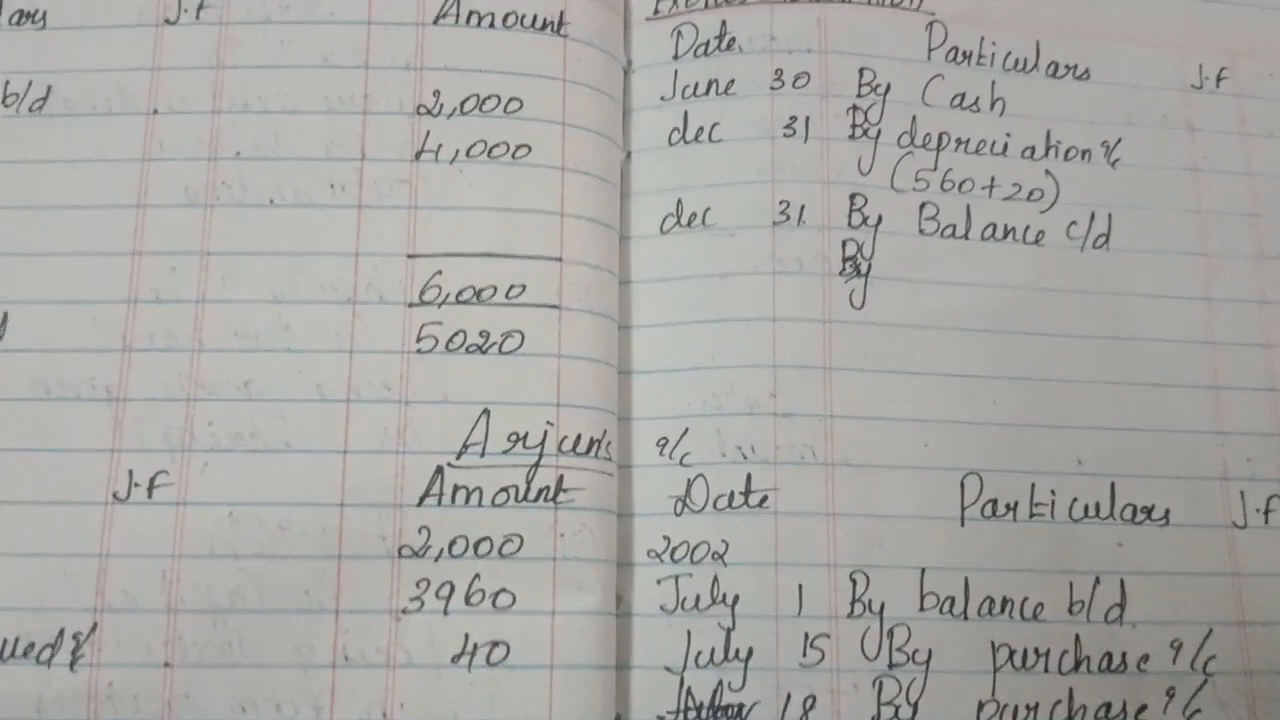 J.F Amount
b/d 2,000
4,000
6,000
5020
Date Particulars J.F
June 30 By Cash
dec 31 By depreciation a/c
(560+20)
dec 31 By Balance c/d
By
Arjun's a/c
J.F Amount Date Particulars J.F
2,000 2002
3960 July 1 By balance b/d
40 July 15 By purchase a/c
18 By purchase a/c